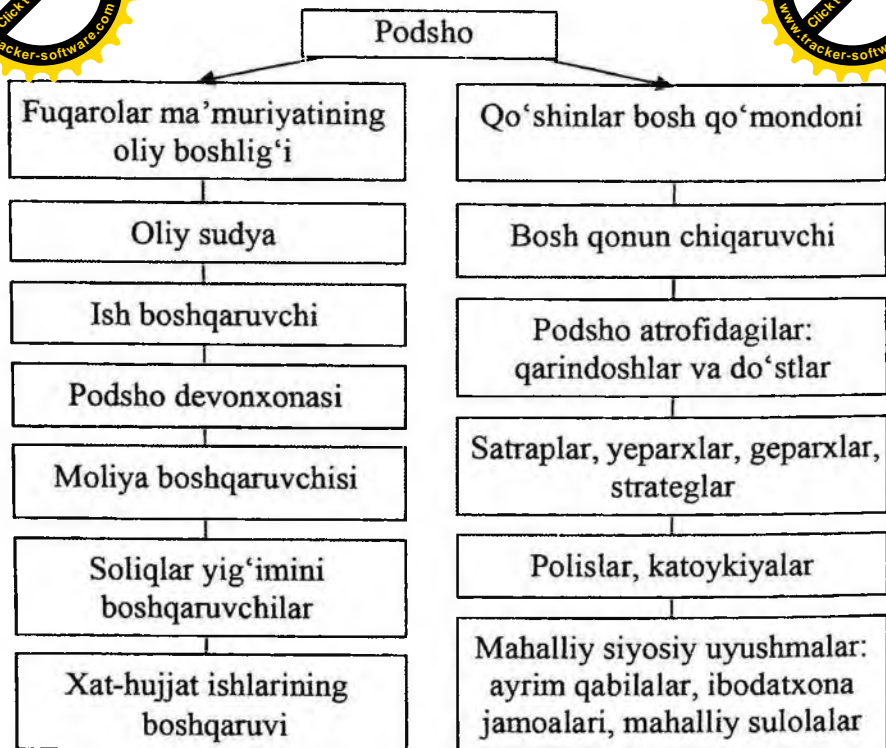 Podsho
Fuqarolar ma’muriyatining
oliy boshlig‘i
Oliy sudya
Ish boshqaruvchi
Podsho devonxonasi
Moliya boshqaruvchisi
Soliqlar yig‘imini
boshqaruvchilar
Xat-hujjat ishlarining
boshqaruvi
Qo‘shinlar bosh qo‘mondoni
Bosh qonun chiqaruvchi
Podsho atrofidagilar:
qarindoshlar va do‘stlar
Satraplar, yeparxlar, geparxlar,
strateglar
Polislar, katoykiyalar
Mahalliy siyosiy uyushmalar:
ayrim qabilalar, ibodatxona
jamoalari, mahalliy sulolalar